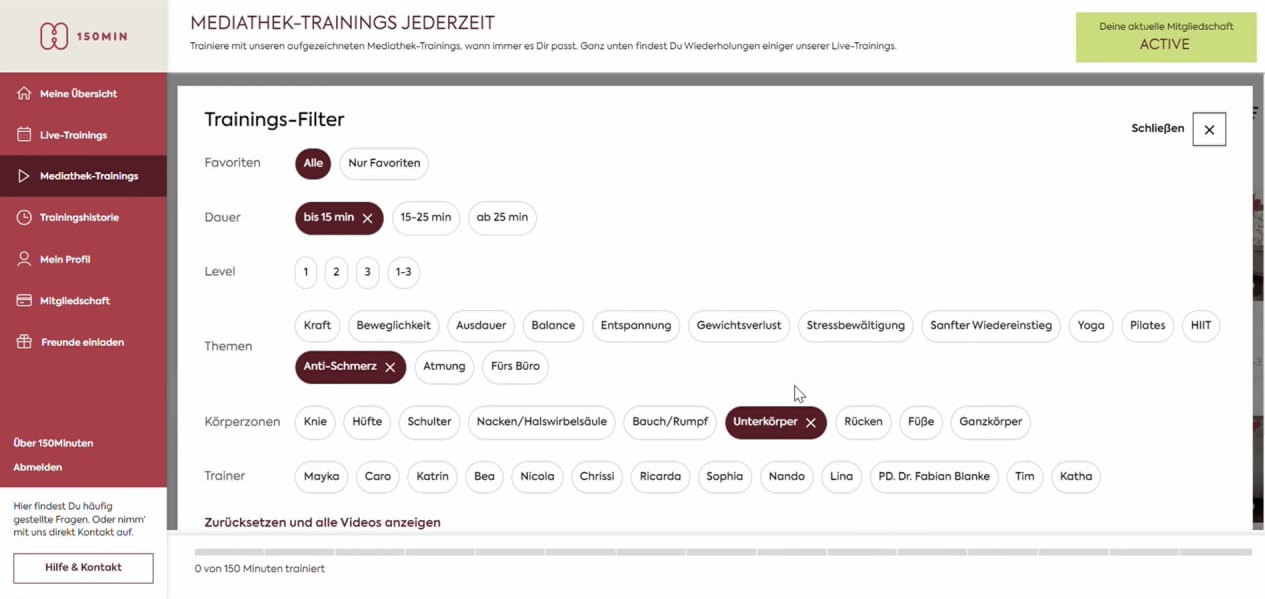 150MIN
MEDIATHEK-TRAININGS JEDERZEIT
Trainiere mit unseren aufgezeichneten Mediathek-Trainings, wann immer es Dir passt. Ganz unten findest Du Wiederholungen einiger unserer Live-Trainings.
Deine aktuelle Mitgliedschaft
ACTIVE
Meine Übersicht
Live-Trainings
Mediathek-Trainings
Trainingshistorie
Mein Profil
Mitgliedschaft
Freunde einladen
Über 150Minuten
Abmelden
Hier findest Du häufig
gestellte Fragen. Oder nimm'
mit uns direkt Kontakt auf.
Hilfe & Kontakt
Trainings-Filter
Schließen
Favoriten Alle Nur Favoriten
Dauer bis 15 min 15-25 min ab 25 min
Level 1 2 3 1-3
Themen
Kraft Beweglichkeit Ausdauer Balance Entspannung Gewichtsverlust Stressbewältigung Sanfter Wiedereinstieg Yoga Pilates HIIT
Anti-Schmerz Atmung Fürs Büro
Körperzonen Knie Hüfte Schulter Nacken/Halswirbelsäule Bauch/Rumpf Unterkörper Rücken Füße Ganzkörper
Trainer Mayka Caro Katrin Bea Nicola Chrissi Ricarda Sophia Nando Lina PD. Dr. Fabian Blanke Tim Katha
Zurücksetzen und alle Videos anzeigen
0 von 150 Minuten trainiert